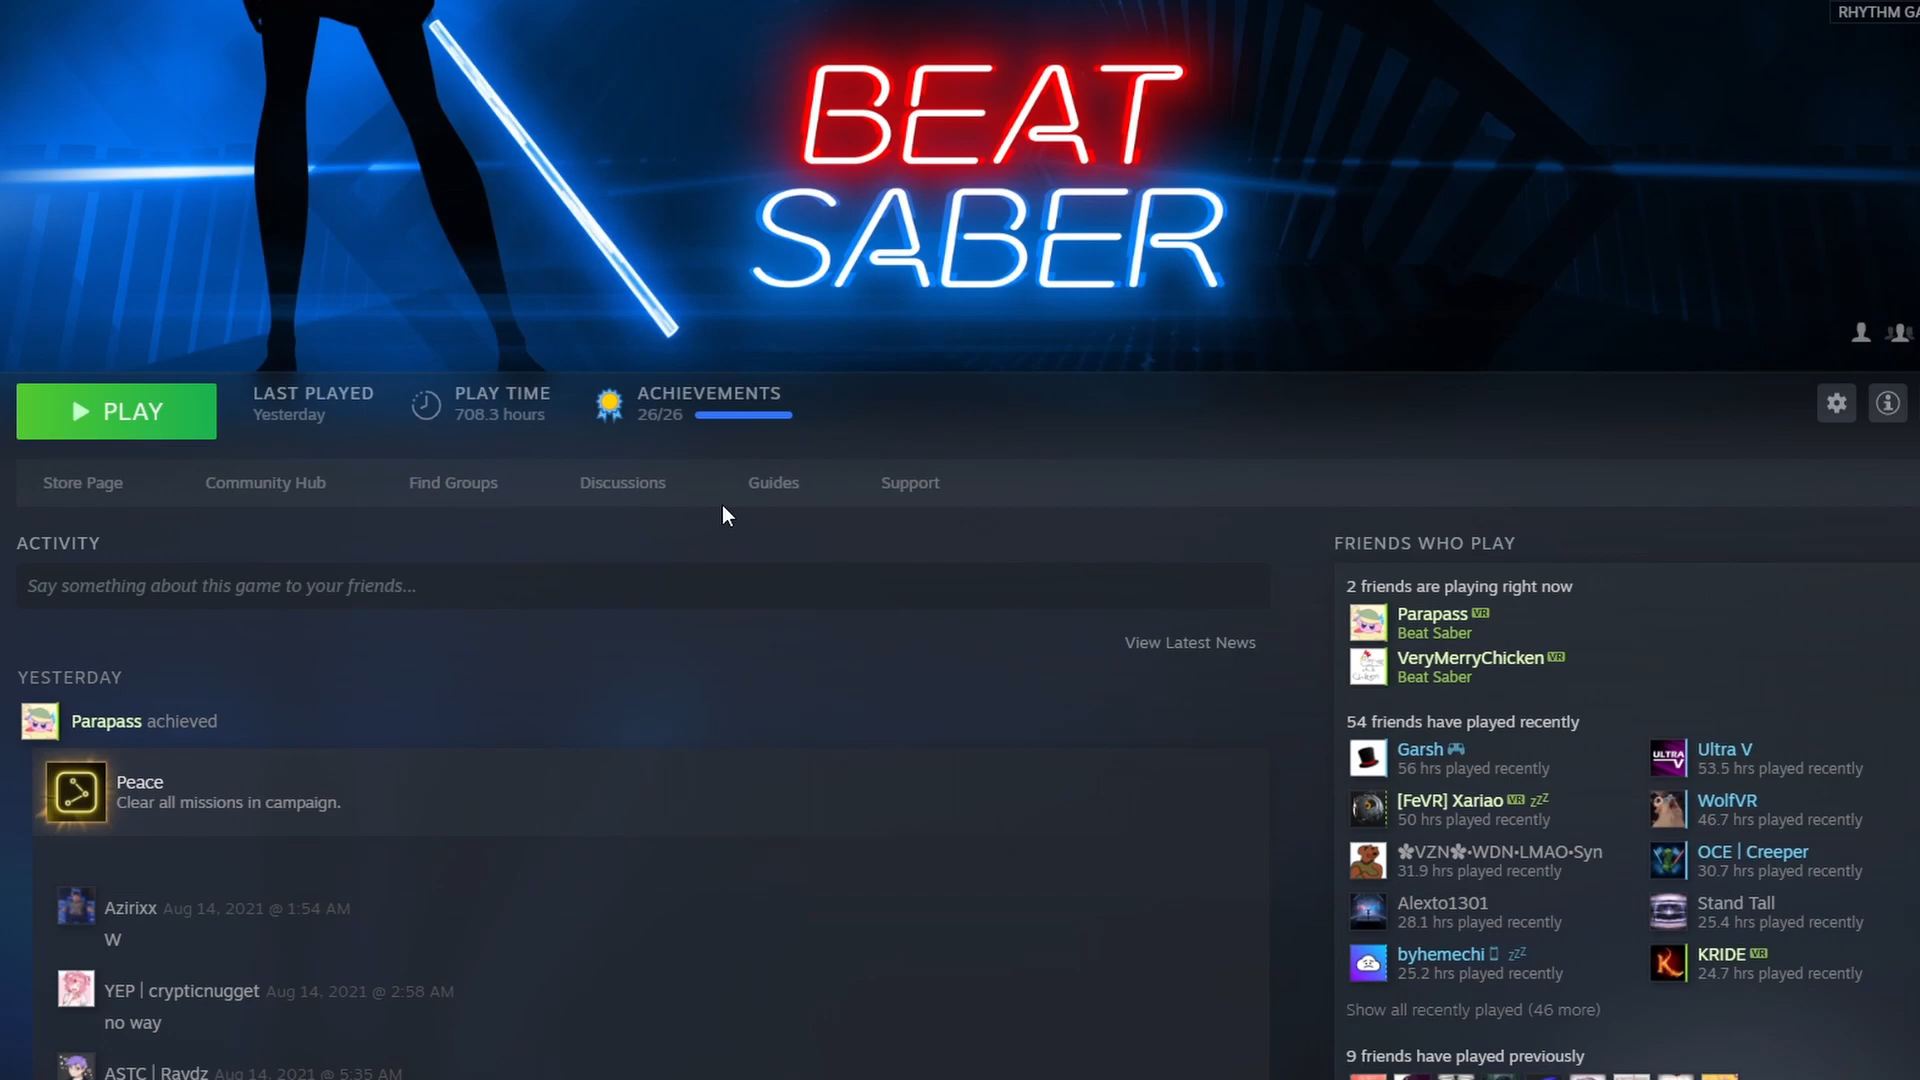 RHYTHM GA
BEAT
SABER
PLAY
LAST PLAYED
Yesterday
PLAY TIME
708.3 hours
ACHIEVEMENTS
26/26
Store Page
Community Hub
Find Groups
Discussions
Guides
Support
ACTIVITY
Say something about this game to your friends...
View Latest News
YESTERDAY
Parapass achieved
Peace
Clear all missions in campaign.
Azirixx Aug 14, 2021 @ 1:54 AM
W
YEP | crypticnugget Aug 14, 2021 @ 2:58 AM
no way
ASTC | Raydz Aug 14, 2021 @ 5:35 AM
FRIENDS WHO PLAY
2 friends are playing right now
Parapass VR
Beat Saber
VeryMerryChicken VR
Beat Saber
54 friends have played recently
Garsh
56 hrs played recently
ULTRA V
Ultra V
53.5 hrs played recently
[FeVR] Xariao VR zzZ
50 hrs played recently
WolfVR
46.7 hrs played recently
✽VZN✽•WDN•LMAO•Syn
31.9 hrs played recently
OCE | Creeper
30.7 hrs played recently
Alexto1301
28.1 hrs played recently
Stand Tall
25.4 hrs played recently
byhemechi zzZ
25.2 hrs played recently
KRIDE VR
24.7 hrs played recently
Show all recently played (46 more)
9 friends have played previously